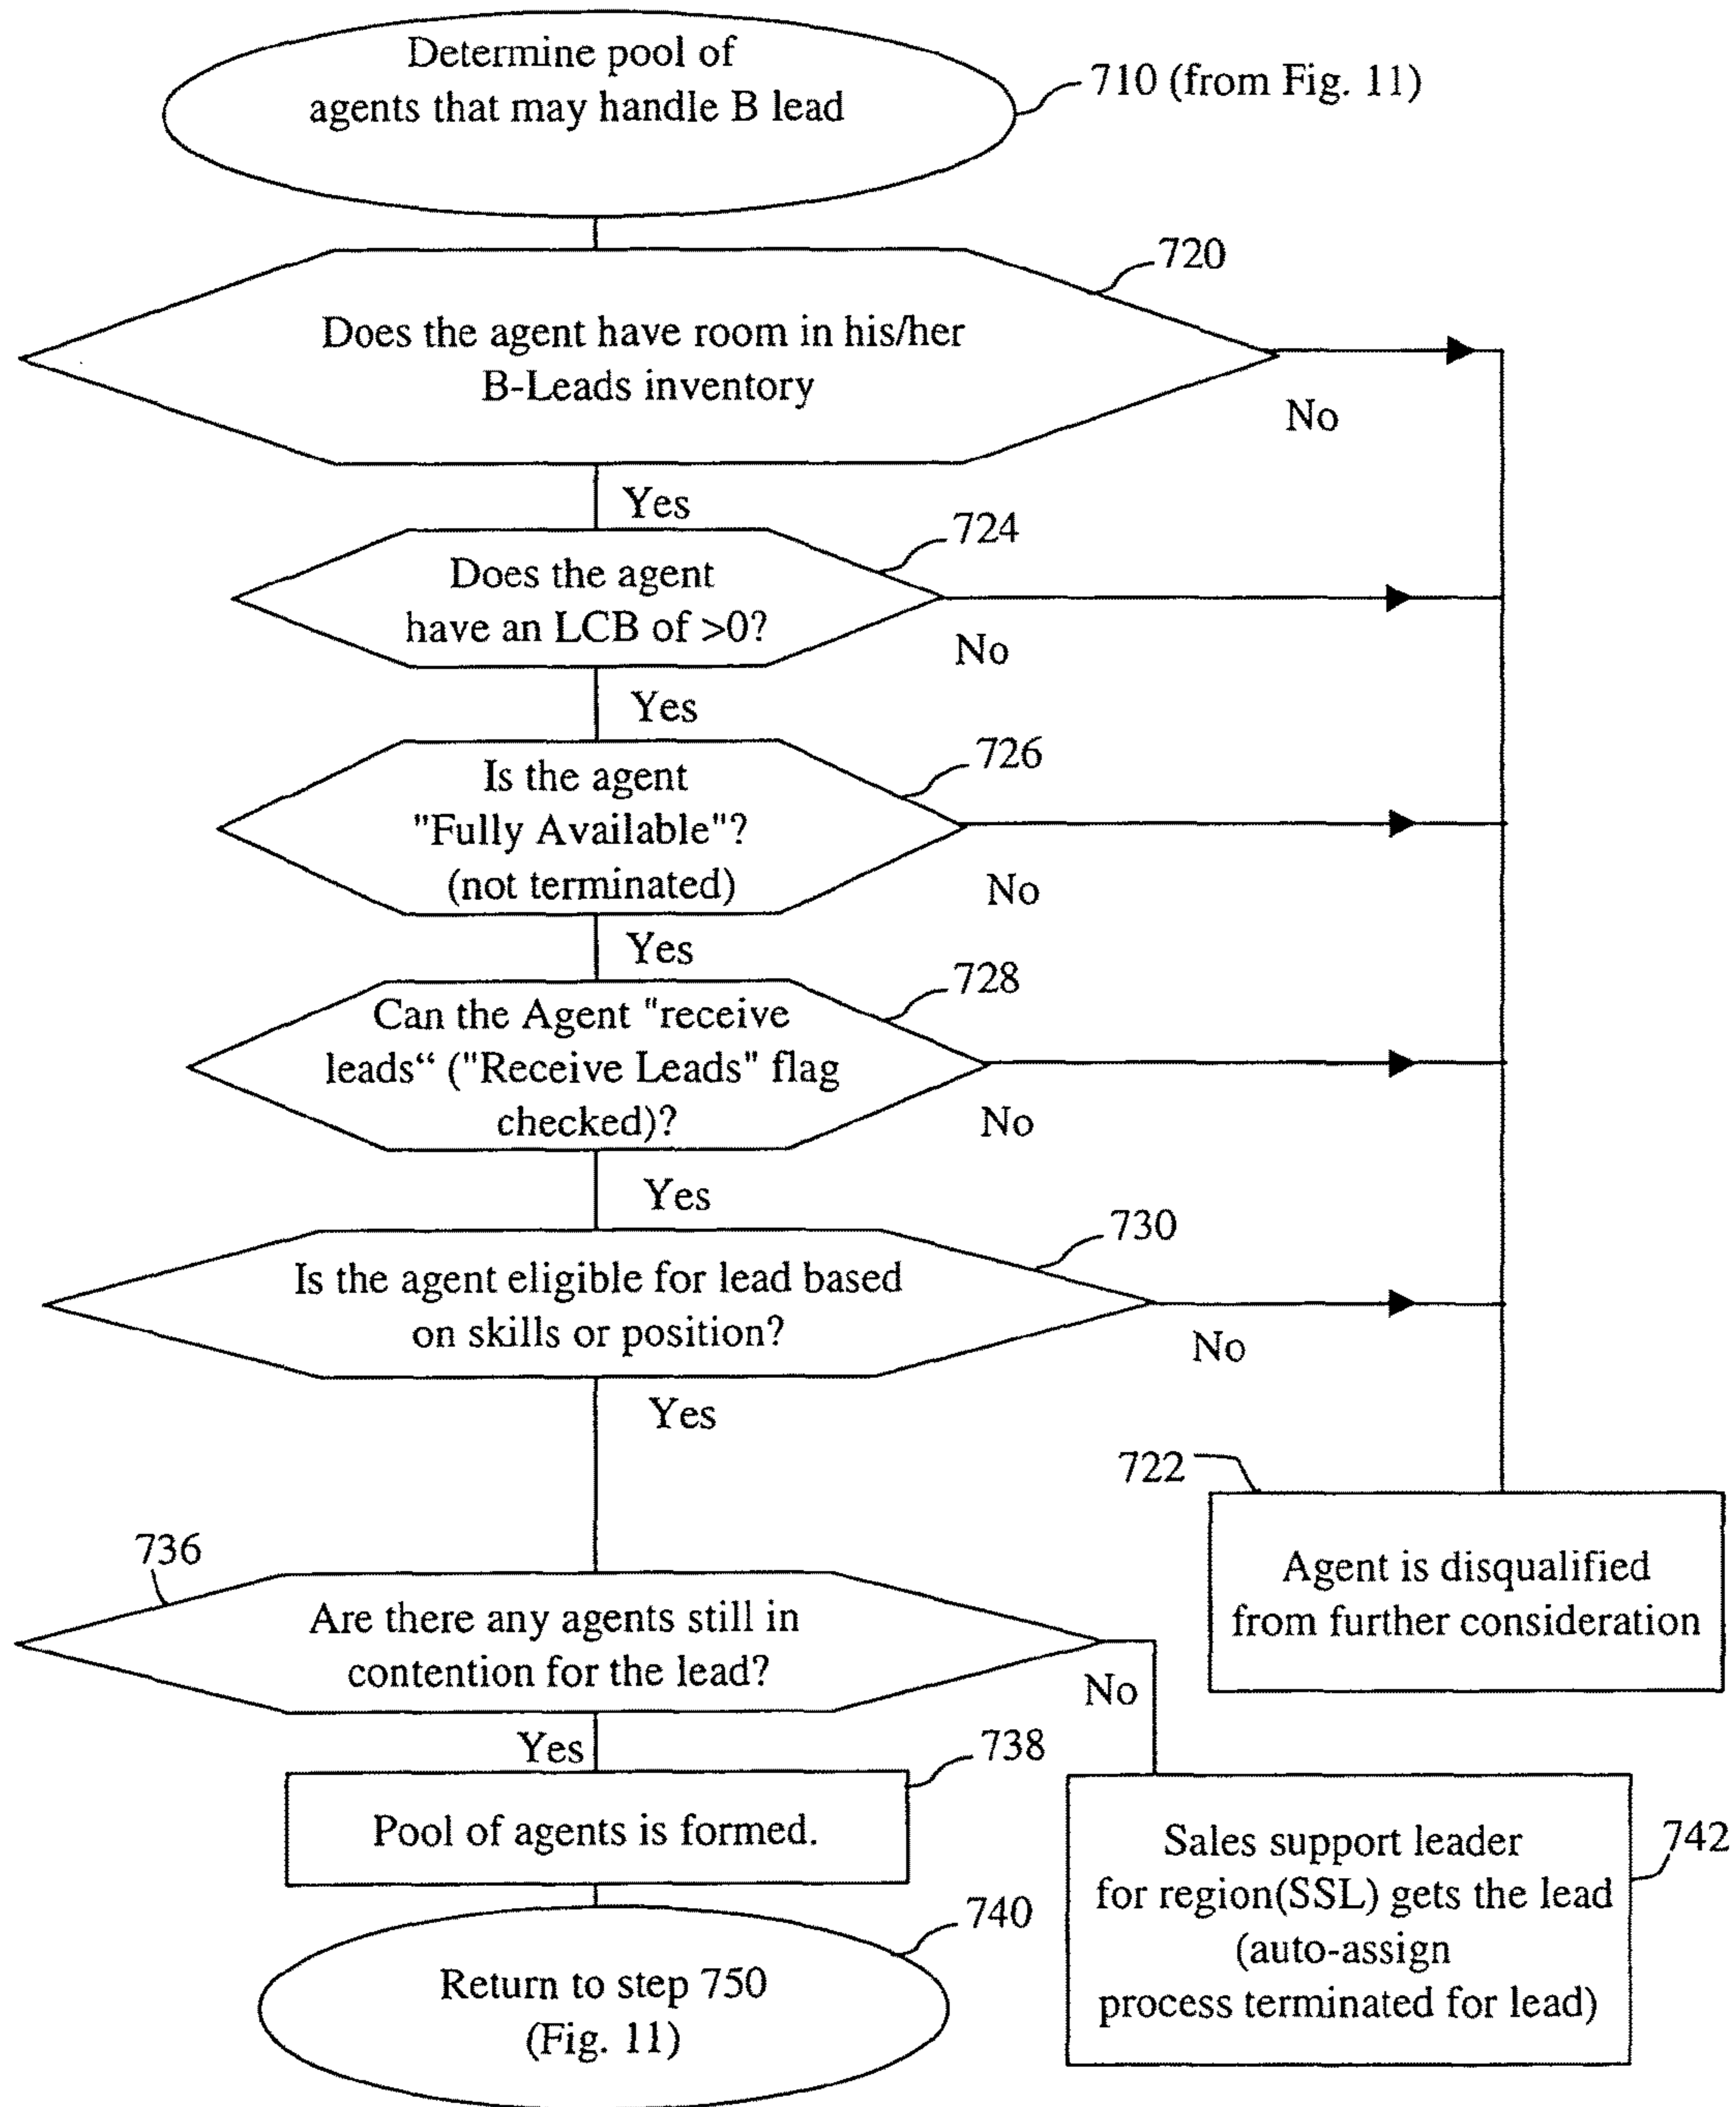 Determine pool of
agents that may handle B lead
710 (from Fig. 11)
720
Does the agent have room in his/her
B-Leads inventory
No
Yes
724
Does the agent
have an LCB of >0?
No
Yes
726
Is the agent
"Fully Available"?
(not terminated)
No
Yes
728
Can the Agent "receive
leads“ ("Receive Leads" flag
checked)?
No
Yes
730
Is the agent eligible for lead based
on skills or position?
No
Yes
722
Agent is disqualified
from further consideration
736
Are there any agents still in
contention for the lead?
No
Yes
738
Pool of agents is formed.
742
Sales support leader
for region(SSL) gets the lead
(auto-assign
process terminated for lead)
740
Return to step 750
(Fig. 11)